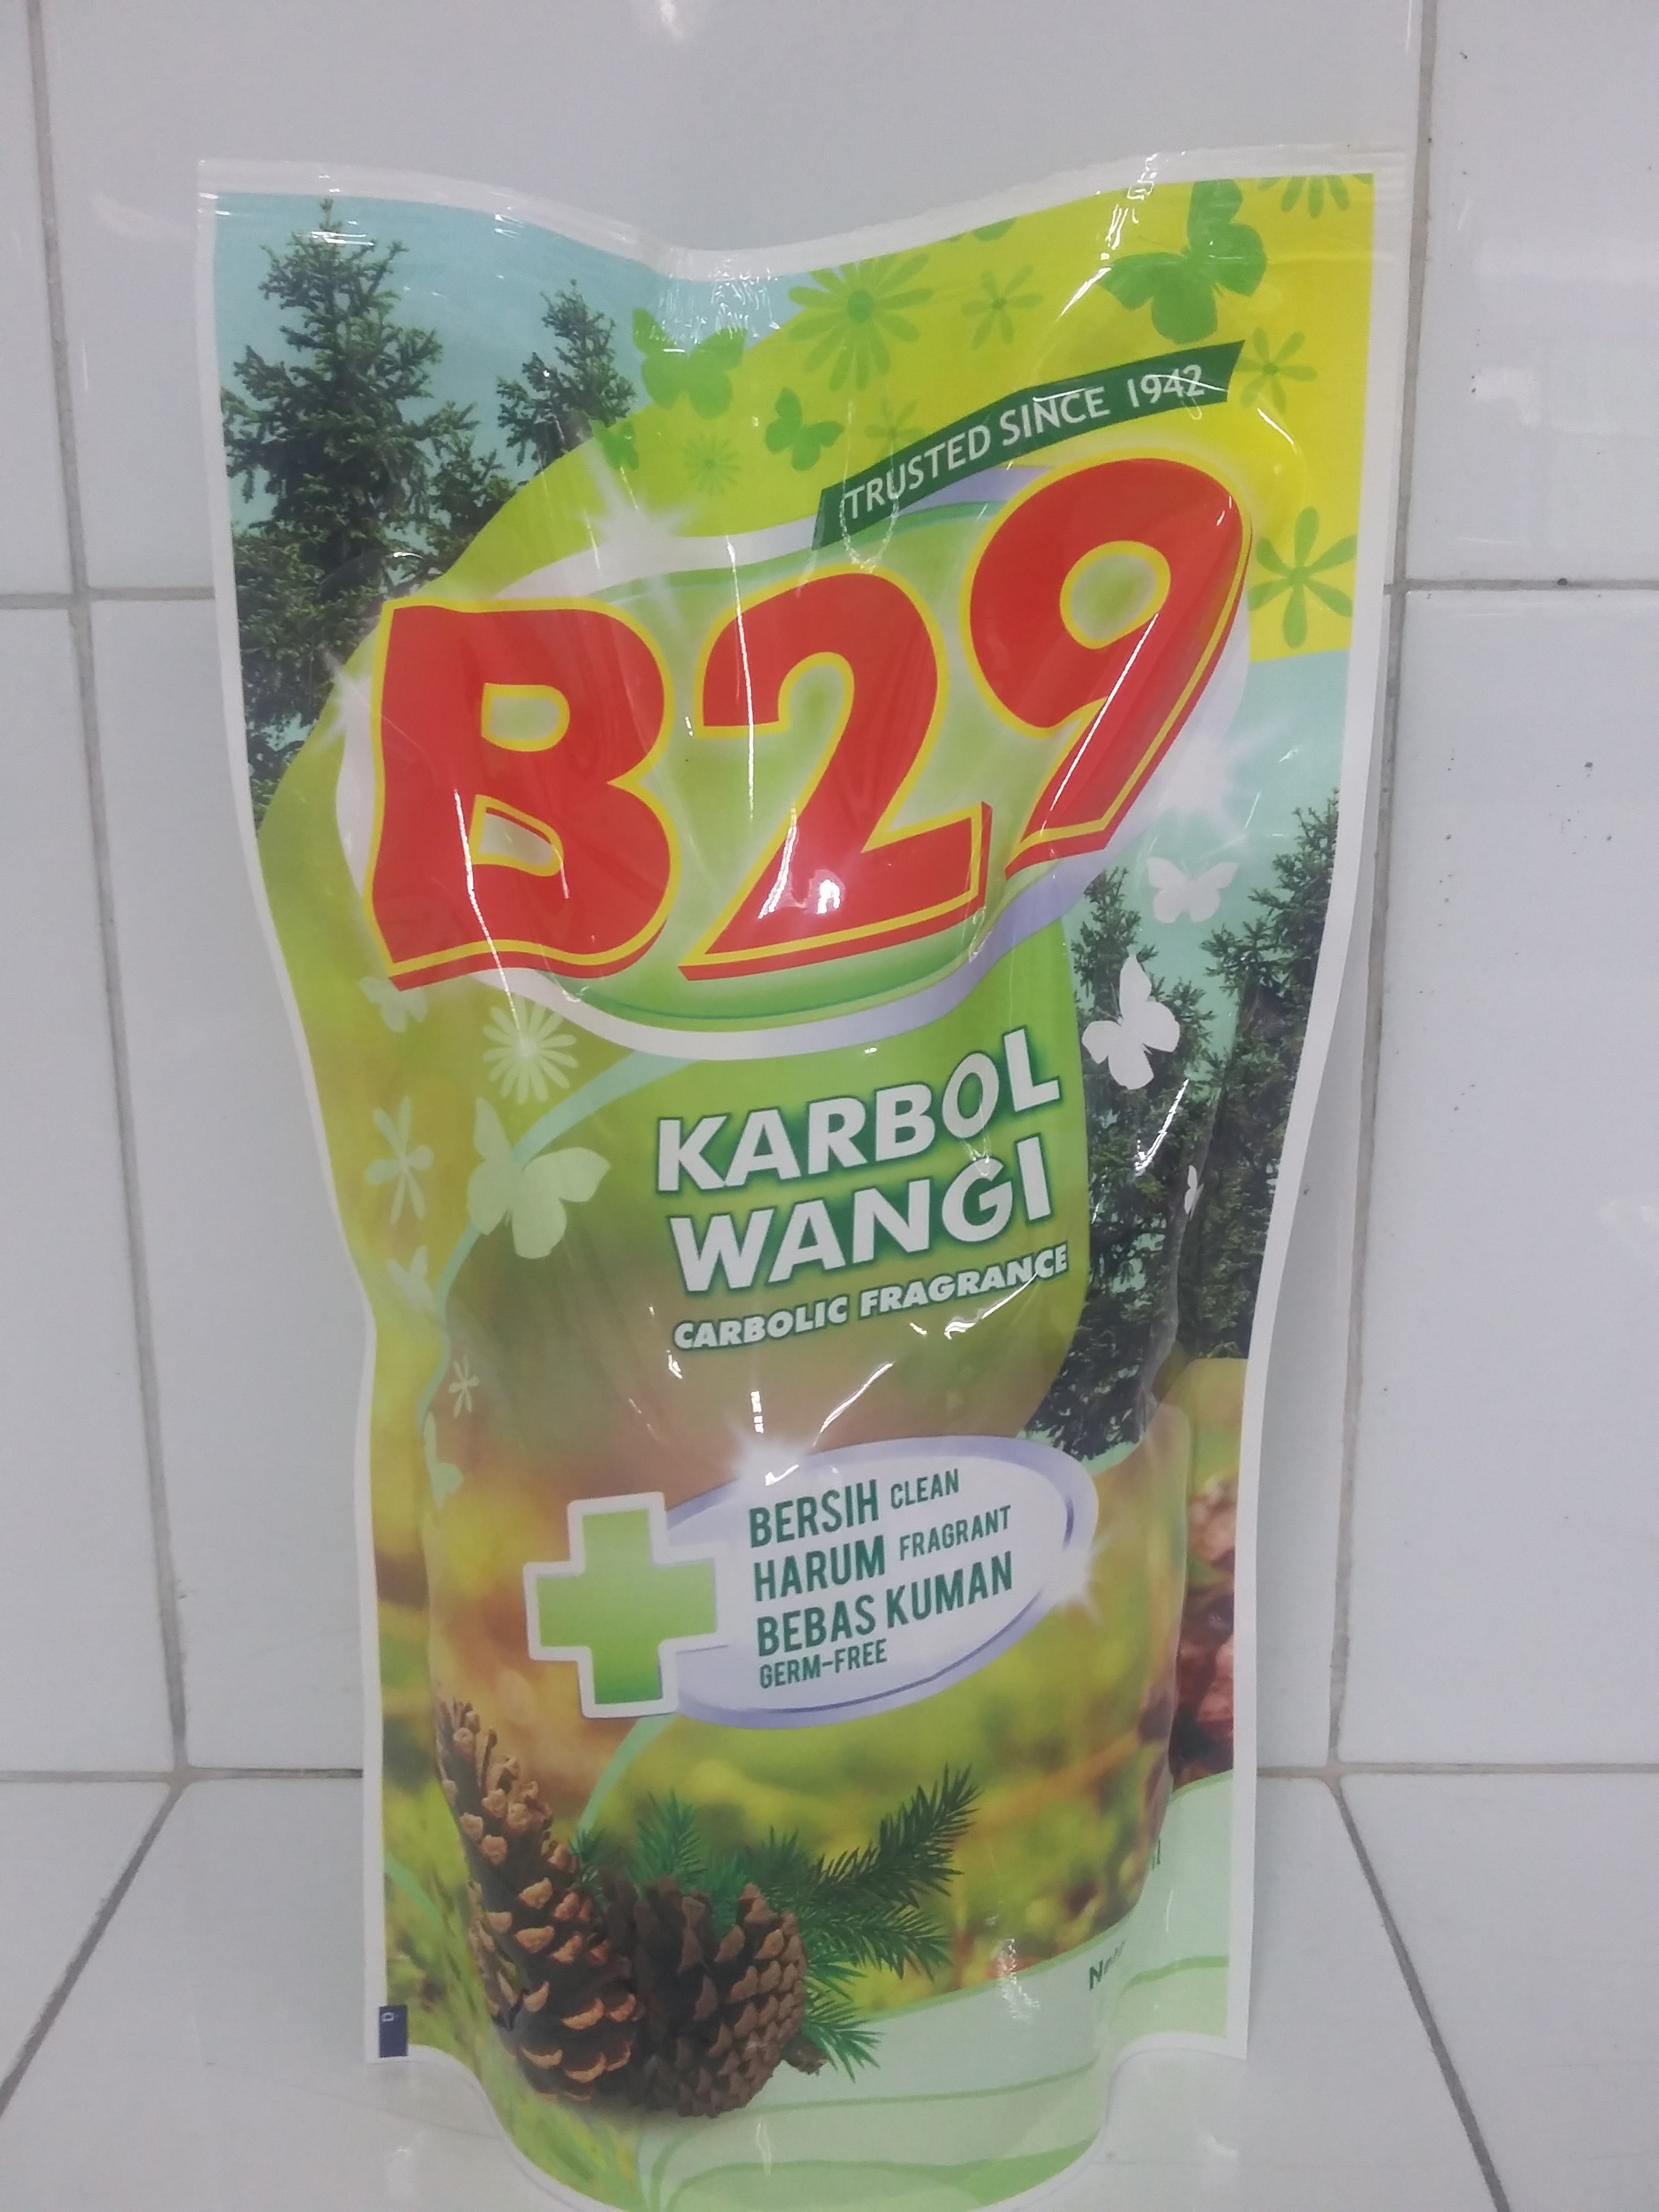 TRUSTED SINCE 1942
B29
KARBOL
WANGI
CARBOLIC FRAGRANCE
BERSIH CLEAN
HARUM FRAGRANT
BEBAS KUMAN
GERM-FREE